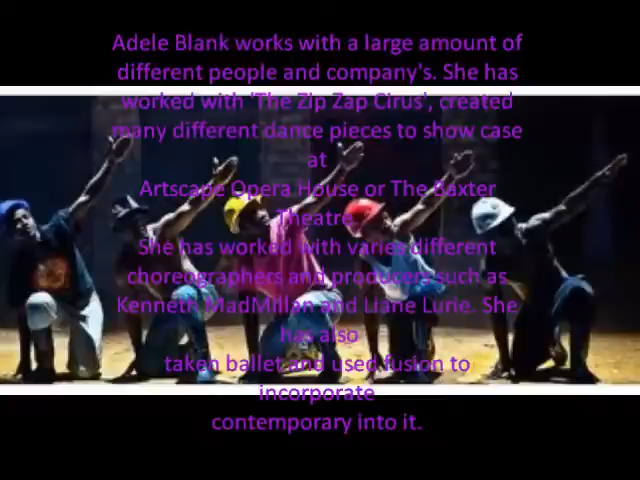 Adele Blank works with a large amount of
different people and company's. She has
worked with 'The Zip Zap Cirus', created
many different dance pieces to show case
at
Artscape Opera House or The Baxter
Theatre.
She has worked with varies different
choreographers and producers such as
Kenneth MadMillan and Liane Lurie. She
has also
taken ballet and used fusion to
incorporate
contemporary into it.